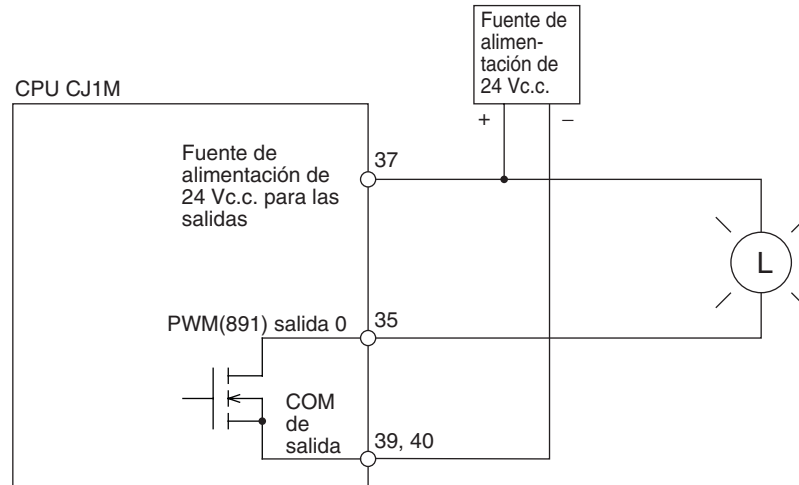 Fuente de
alimen-
tación de
24 Vc.c.
+ −
CPU CJ1M
Fuente de
alimentación de
24 Vc.c. para las
salidas
37
L
PWM(891) salida 0
35
COM
de
salida
39, 40